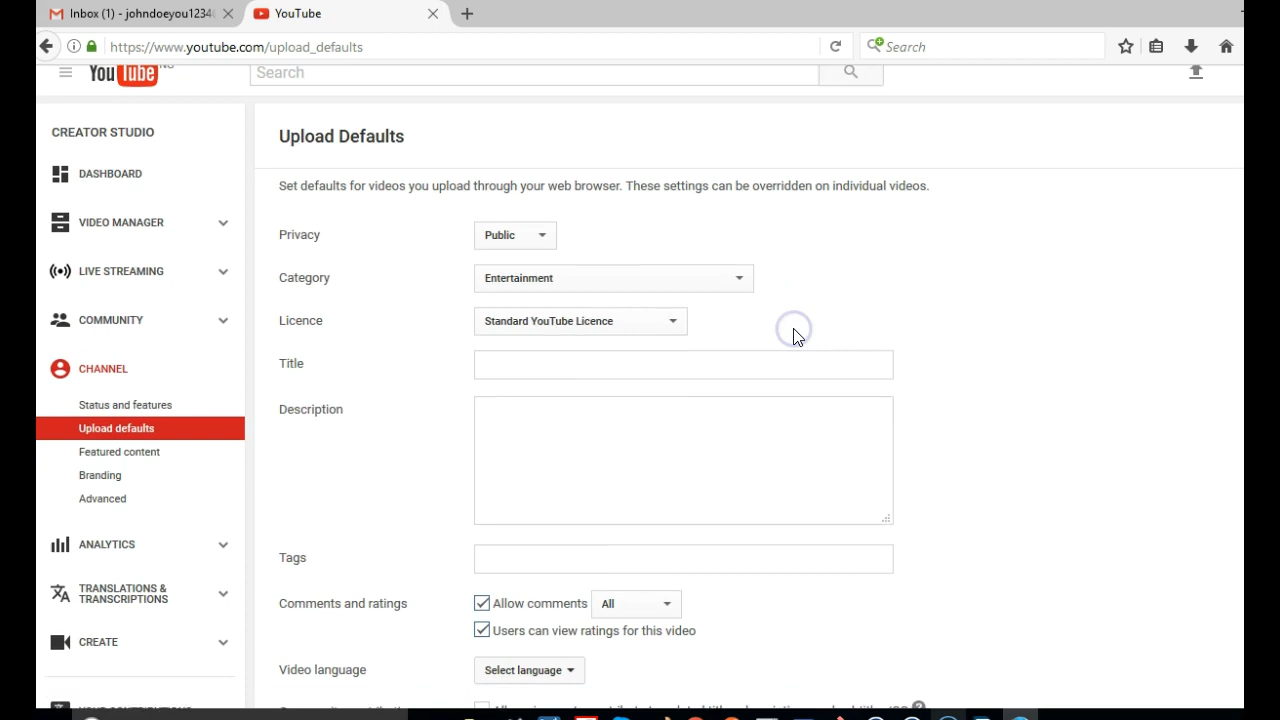 Inbox (1) - johndoeyou1234
YouTube
https://www.youtube.com/upload_defaults
Search
You Tube
Search
CREATOR STUDIO
DASHBOARD
VIDEO MANAGER
LIVE STREAMING
COMMUNITY
CHANNEL
Status and features
Upload defaults
Featured content
Branding
Advanced
ANALYTICS
TRANSLATIONS &
TRANSCRIPTIONS
CREATE
Upload Defaults
Set defaults for videos you upload through your web browser. These settings can be overridden on individual videos.
Privacy
Public
Category
Entertainment
Licence
Standard YouTube Licence
Title
Description
Tags
Comments and ratings
Allow comments
All
Users can view ratings for this video
Video language
Select language